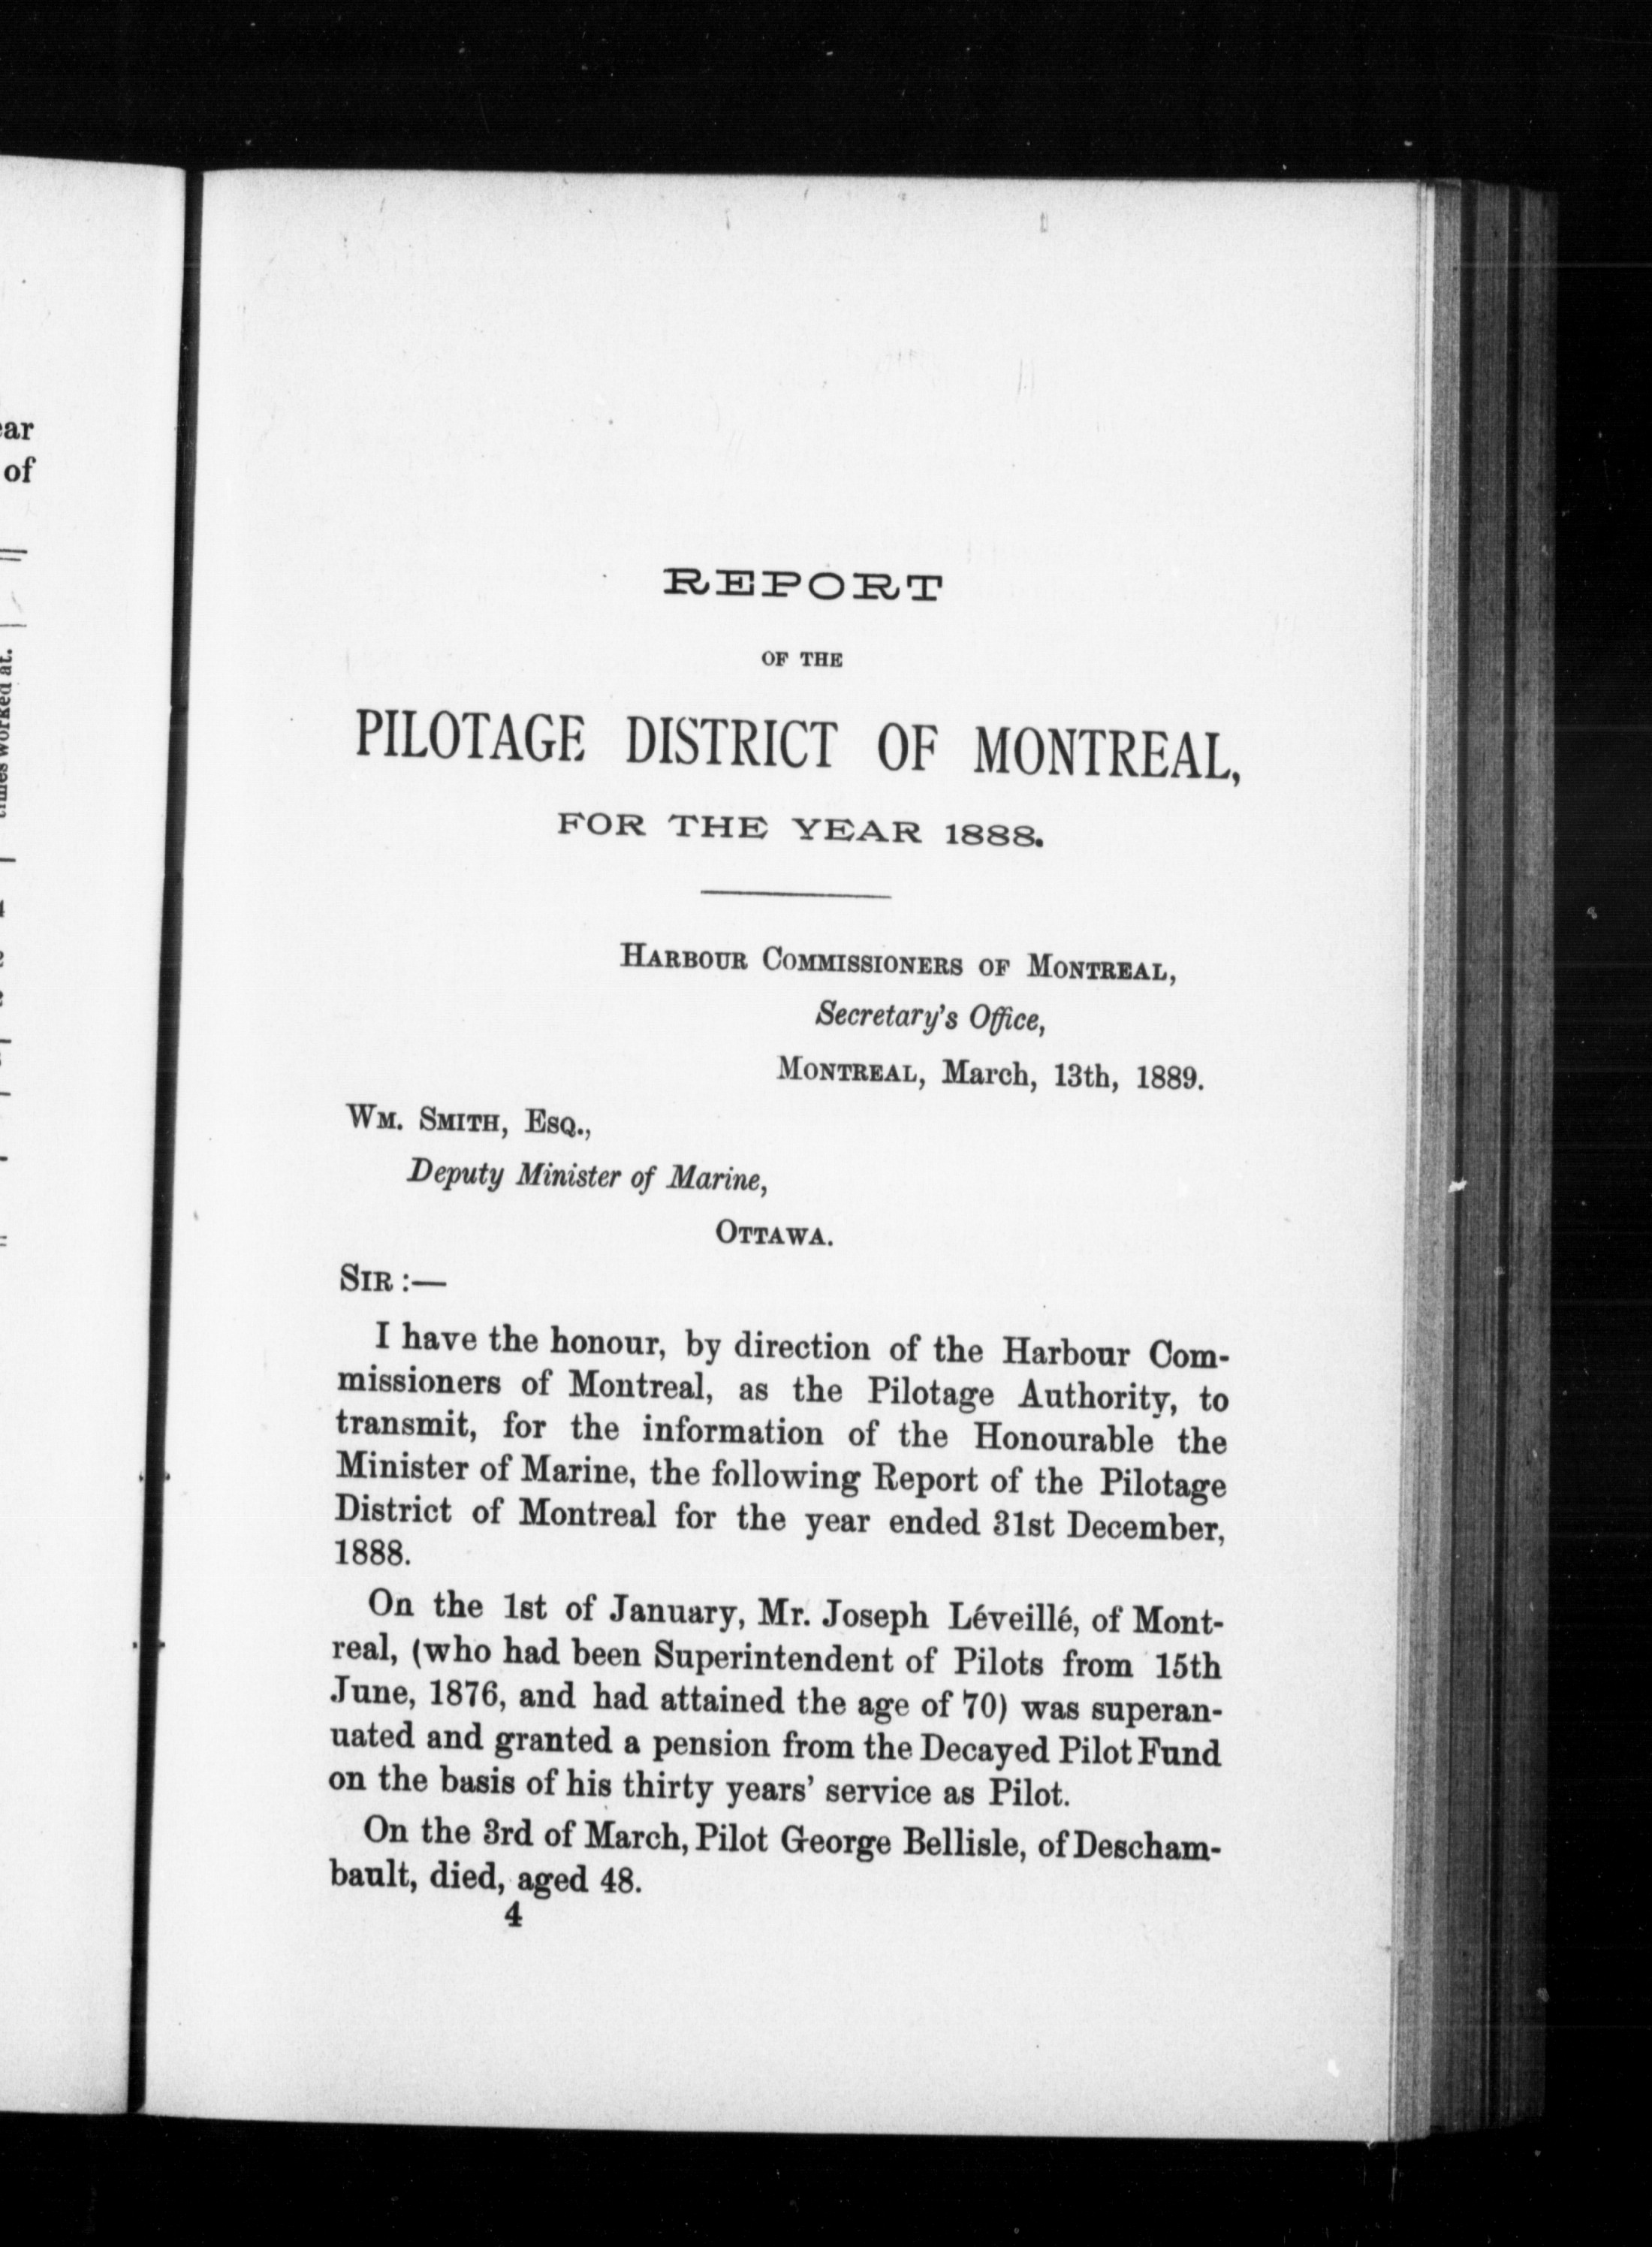 ar
of
worked at.
REPORT
OF THE
PILOTAGE DISTRICT OF MONTREAL,
FOR THE YEAR 1888.
HARBOUR COMMISSIONERS OF MONTREAL,
Secretary's Office,
MONTREAL, March, 13th, 1889.
WM. SMITH, ESQ.,
Deputy Minister of Marine,
OTTAWA.
SIR :—
I have the honour, by direction of the Harbour Com-
missioners of Montreal, as the Pilotage Authority, to
transmit, for the information of the Honourable the
Minister of Marine, the following Report of the Pilotage
District of Montreal for the year ended 31st December,
1888.
On the 1st of January, Mr. Joseph Léveillé, of Mont-
real, (who had been Superintendent of Pilots from 15th
June, 1876, and had attained the age of 70) was superan-
uated and granted a pension from the Decayed Pilot Fund
on the basis of his thirty years' service as Pilot.
On the 3rd of March, Pilot George Bellisle, of Descham-
bault, died, aged 48.
4